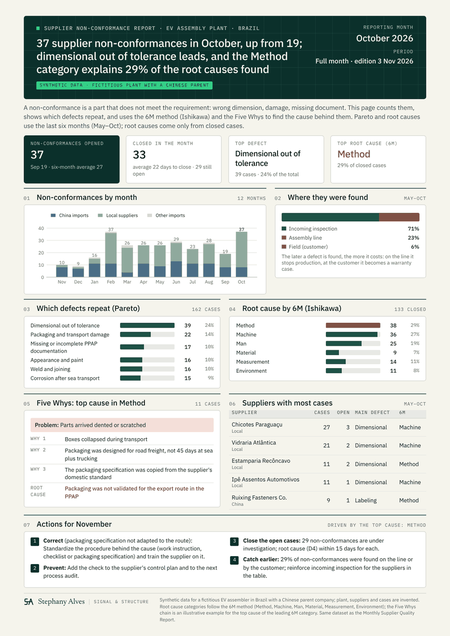 SUPPLIER NON-CONFORMANCE REPORT · EV ASSEMBLY PLANT · BRAZIL
37 supplier non-conformances in October, up from 19;
dimensional out of tolerance leads, and the Method
category explains 29% of the root causes found
SYNTHETIC DATA · FICTITIOUS PLANT WITH A CHINESE PARENT
REPORTING MONTH
October 2026
PERIOD
Full month · edition 3 Nov 2026
A non-conformance is a part that does not meet the requirement: wrong dimension, damage, missing document. This page counts them,
shows which defects repeat, and uses the 6M method (Ishikawa) and the Five Whys to find the cause behind them. Pareto and root causes
use the last six months (May–Oct); root causes come only from closed cases.
NON-CONFORMANCES OPENED
37
Sep 19 · six-month average 27
CLOSED IN THE MONTH
33
average 22 days to close · 29 still
open
TOP DEFECT
Dimensional out of
tolerance
39 cases · 24% of the total
TOP ROOT CAUSE (6M)
Method
29% of closed cases
01 Non-conformances by month 12 MONTHS
China imports Local suppliers Other imports
40
30
20
10
0
10 9 16 37 26 26 29 21 28 19 37
Nov Dec Jan Feb Mar Apr May Jun Jul Aug Sep Oct
02 Where they were found MAY-OCT
Incoming inspection 71%
Assembly line 23%
Field (customer) 6%
The later a defect is found, the more it costs: on the line it
stops production, at the customer it becomes a warranty
case.
03 Which defects repeat (Pareto) 162 CASES
Dimensional out of tolerance 39 24%
Packaging and transport damage 22 14%
Missing or incomplete PPAP
documentation 17 10%
Appearance and paint 16 10%
Weld and joining 16 10%
Corrosion after sea transport 15 9%
04 Root cause by 6M (Ishikawa) 133 CLOSED
Method 38 29%
Machine 36 27%
Man 25 19%
Material 9 7%
Measurement 14 11%
Environment 11 8%
05 Five Whys: top cause in Method 11 CASES
Problem: Parts arrived dented or scratched
WHY 1 Boxes collapsed during transport
WHY 2 Packaging was designed for road freight, not 45 days at sea
plus trucking
WHY 3 The packaging specification was copied from the supplier's
domestic standard
ROOT
CAUSE
Packaging was not validated for the export route in the
PPAP
06 Suppliers with most cases MAY-OCT
SUPPLIER CASES OPEN MAIN DEFECT 6M
Chicotes Paraguaçu 27 3 Dimensional Machine
Local
Vidraria Atlântica 21 2 Dimensional Machine
Local
Estamparia Recôncavo 11 2 Dimensional Method
Local
Ipê Assentos Automotivos 11 1 Dimensional Machine
Local
Ruixing Fasteners Co. 9 1 Labeling Method
China
07 Actions for November DRIVEN BY THE TOP CAUSE: METHOD
1 Correct (packaging specification not adapted to the route):
Standardize the procedure behind the cause (work instruction,
checklist or packaging specification) and train the supplier on it.
2 Prevent: Add the check to the supplier's control plan and to the next
process audit.
3 Close the open cases: 29 non-conformances are under
investigation; root cause (D4) within 15 days for each.
4 Catch earlier: 29% of non-conformances were found on the line or
by the customer; reinforce incoming inspection for the suppliers in
the table.
SA Stephany Alves | SIGNAL & STRUCTURE
Synthetic data for a fictitious EV assembler in Brazil with a Chinese parent company; plant, suppliers and cases are invented.
Root cause categories follow the 6M method (Method, Machine, Man, Material, Measurement, Environment); the Five Whys
chain is an illustrative example for the top cause of the leading 6M category. Same dataset as the Monthly Supplier Quality
Report.